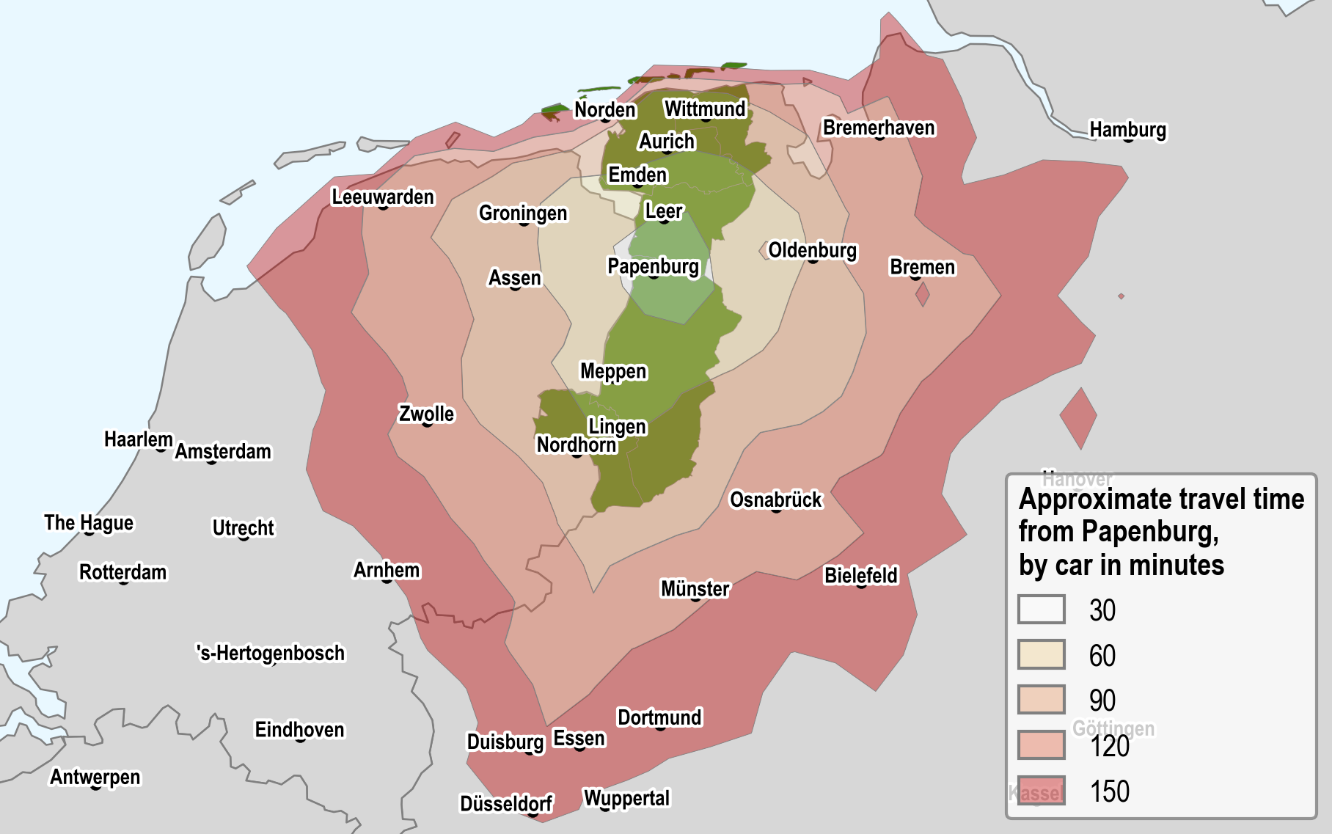 Hamburg
Norden
Wittmund
Bremerhaven
Aurich
Emden
Leeuwarden
Groningen
Leer
Oldenburg
Papenburg
Bremen
Assen
Meppen
Zwolle
Lingen
Haarlem
Nordhorn
Amsterdam
Hanover
Osnabrück
The Hague
Utrecht
Arnhem
Rotterdam
Bielefeld
Münster
's-Hertogenbosch
Dortmund
Eindhoven
Essen
Duisburg
Göttingen
Antwerpen
Kassel
Wuppertal
Düsseldorf
Approximate travel time
from Papenburg,
by car in minutes
30
60
90
120
150